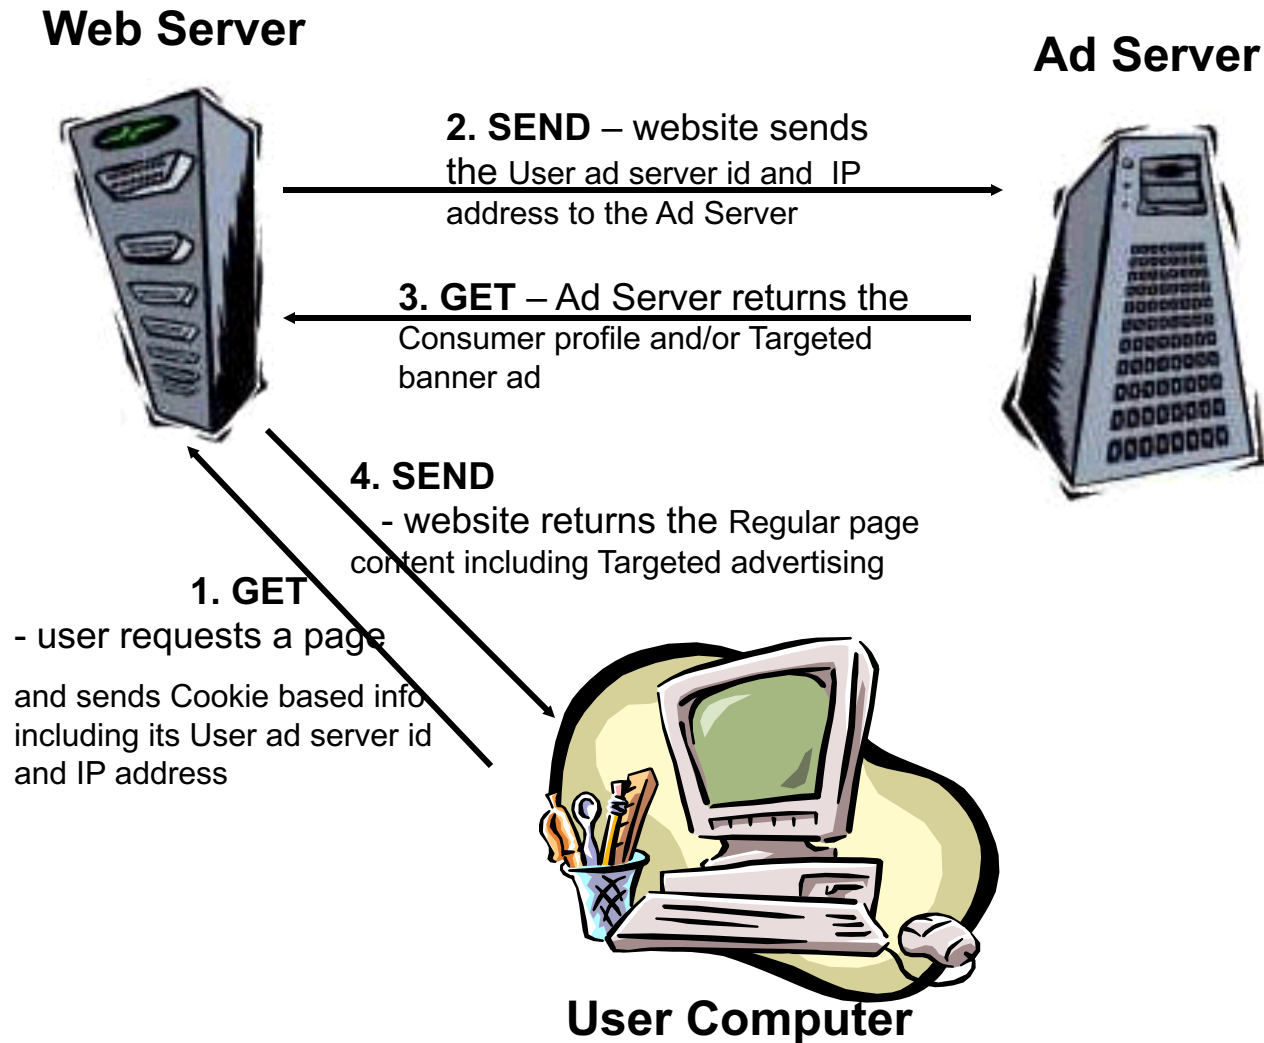 Web Server
Ad Server
2. SEND – website sends
the User ad server id and IP
address to the Ad Server
3. GET – Ad Server returns the
Consumer profile and/or Targeted
banner ad
4. SEND
- website returns the Regular page
content including Targeted advertising
1. GET
- user requests a page
and sends Cookie based info
including its User ad server id
and IP address
User Computer